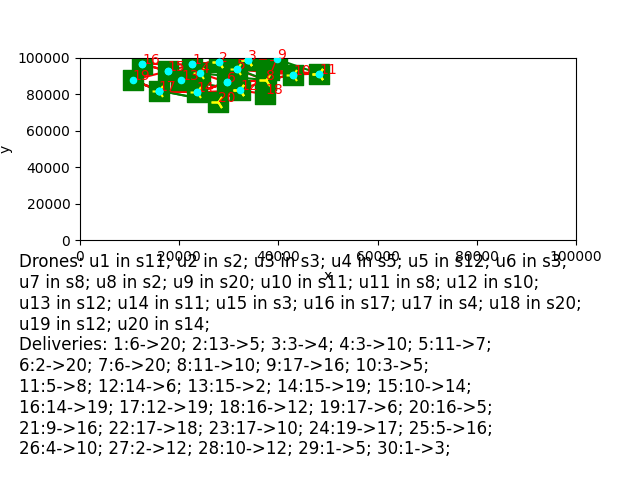 100000
80000
60000
40000
20000
0
y
16
1
2
3
9
11
18
0
20000
40000
60000
80000
100000
x
Drones: u1 in s11; u2 in s2; u3 in s3; u4 in s5; u5 in s12; u6 in s3;
u7 in s8; u8 in s2; u9 in s20; u10 in s11; u11 in s8; u12 in s10;
u13 in s12; u14 in s11; u15 in s3; u16 in s17; u17 in s4; u18 in s20;
u19 in s12; u20 in s14;
Deliveries: 1:6->20; 2:13->5; 3:3->4; 4:3->10; 5:11->7;
6:2->20; 7:6->20; 8:11->10; 9:17->16; 10:3->5;
11:5->8; 12:14->6; 13:15->2; 14:15->19; 15:10->14;
16:14->19; 17:12->19; 18:16->12; 19:17->6; 20:16->5;
21:9->16; 22:17->18; 23:17->10; 24:19->17; 25:5->16;
26:4->10; 27:2->12; 28:10->12; 29:1->5; 30:1->3;